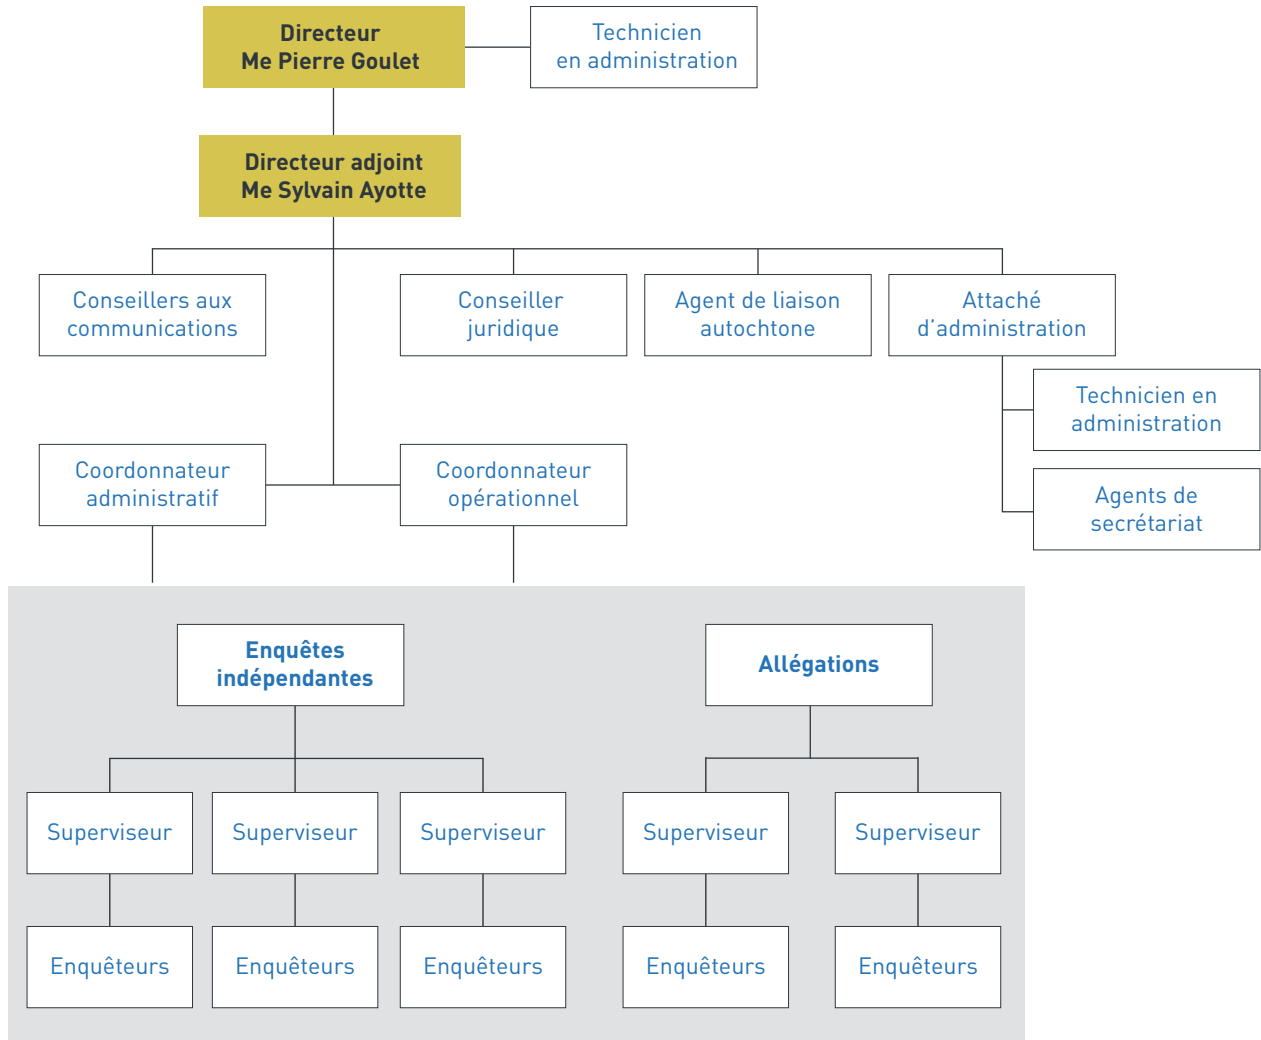 Directeur
Me Pierre Goulet
Technicien
en administration
Directeur adjoint
Me Sylvain Ayotte
Conseillers aux
communications
Conseiller
juridique
Agent de liaison
autochtone
Attaché
d'administration
Technicien en
administration
Agents de
secrétariat
Coordonnateur
administratif
Coordonnateur
opérationnel
Enquêtes
indépendantes
Allégations
Superviseur
Superviseur
Superviseur
Superviseur
Superviseur
Enquêteurs
Enquêteurs
Enquêteurs
Enquêteurs
Enquêteurs